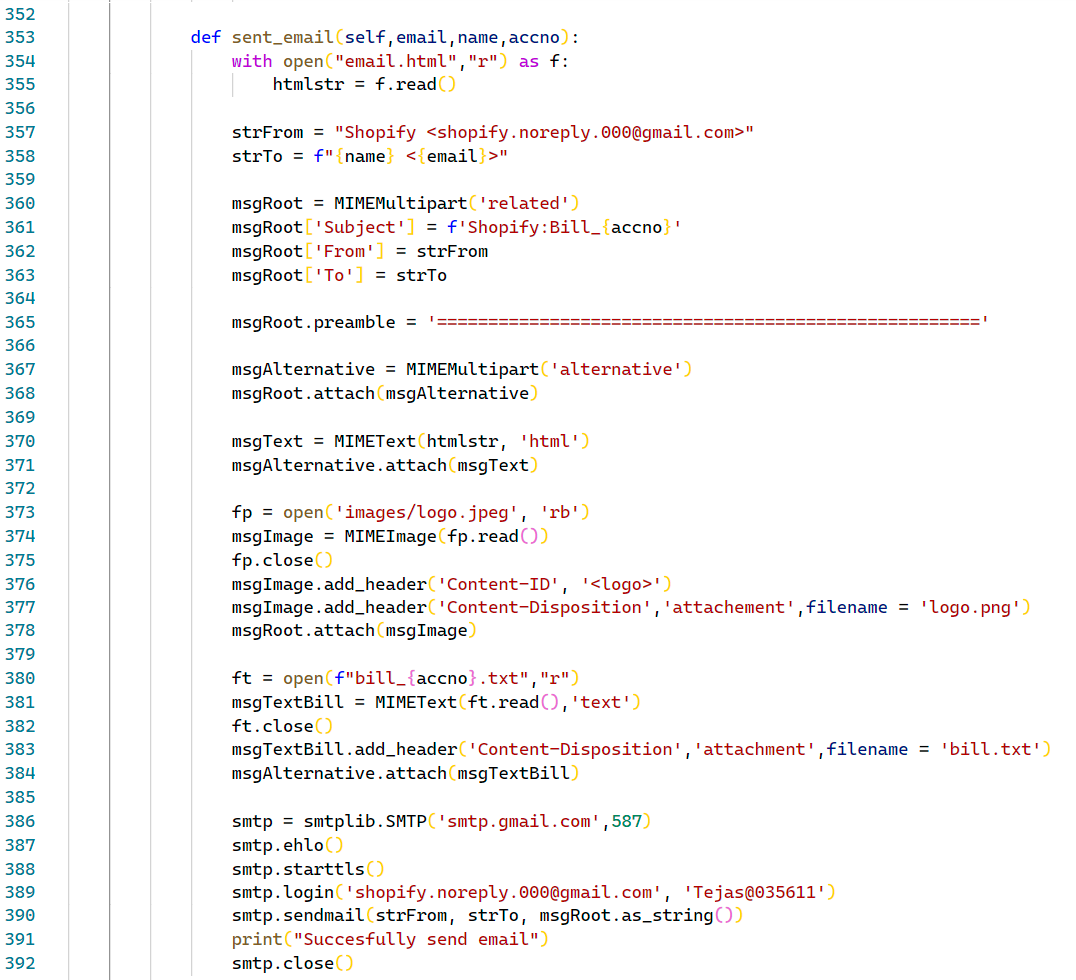 352
353 def sent_email(self,email,name,accno):
354 with open("email.html","r") as f:
355 htmlstr = f.read()
356
357 strFrom = "Shopify <shopify.noreply.000@gmail.com>"
358 strTo = f"{name} <{email}>"
359
360 msgRoot = MIMEMultipart('related')
361 msgRoot['Subject'] = f'Shopify:Bill_{accno}'
362 msgRoot['From'] = strFrom
363 msgRoot['To'] = strTo
364
365 msgRoot.preamble = '====================================================='
366
367 msgAlternative = MIMEMultipart('alternative')
368 msgRoot.attach(msgAlternative)
369
370 msgText = MIMEText(htmlstr, 'html')
371 msgAlternative.attach(msgText)
372
373 fp = open('images/logo.jpeg', 'rb')
374 msgImage = MIMEImage(fp.read())
375 fp.close()
376 msgImage.add_header('Content-ID', '<logo>')
377 msgImage.add_header('Content-Disposition','attachement',filename = 'logo.png')
378 msgRoot.attach(msgImage)
379
380 ft = open(f"bill_{accno}.txt","r")
381 msgTextBill = MIMEText(ft.read(),'text')
382 ft.close()
383 msgTextBill.add_header('Content-Disposition','attachment',filename = 'bill.txt')
384 msgAlternative.attach(msgTextBill)
385
386 smtp = smtplib.SMTP('smtp.gmail.com',587)
387 smtp.ehlo()
388 smtp.starttls()
389 smtp.login('shopify.noreply.000@gmail.com', 'Tejas@035611')
390 smtp.sendmail(strFrom, strTo, msgRoot.as_string())
391 print("Succesfully send email")
392 smtp.close()